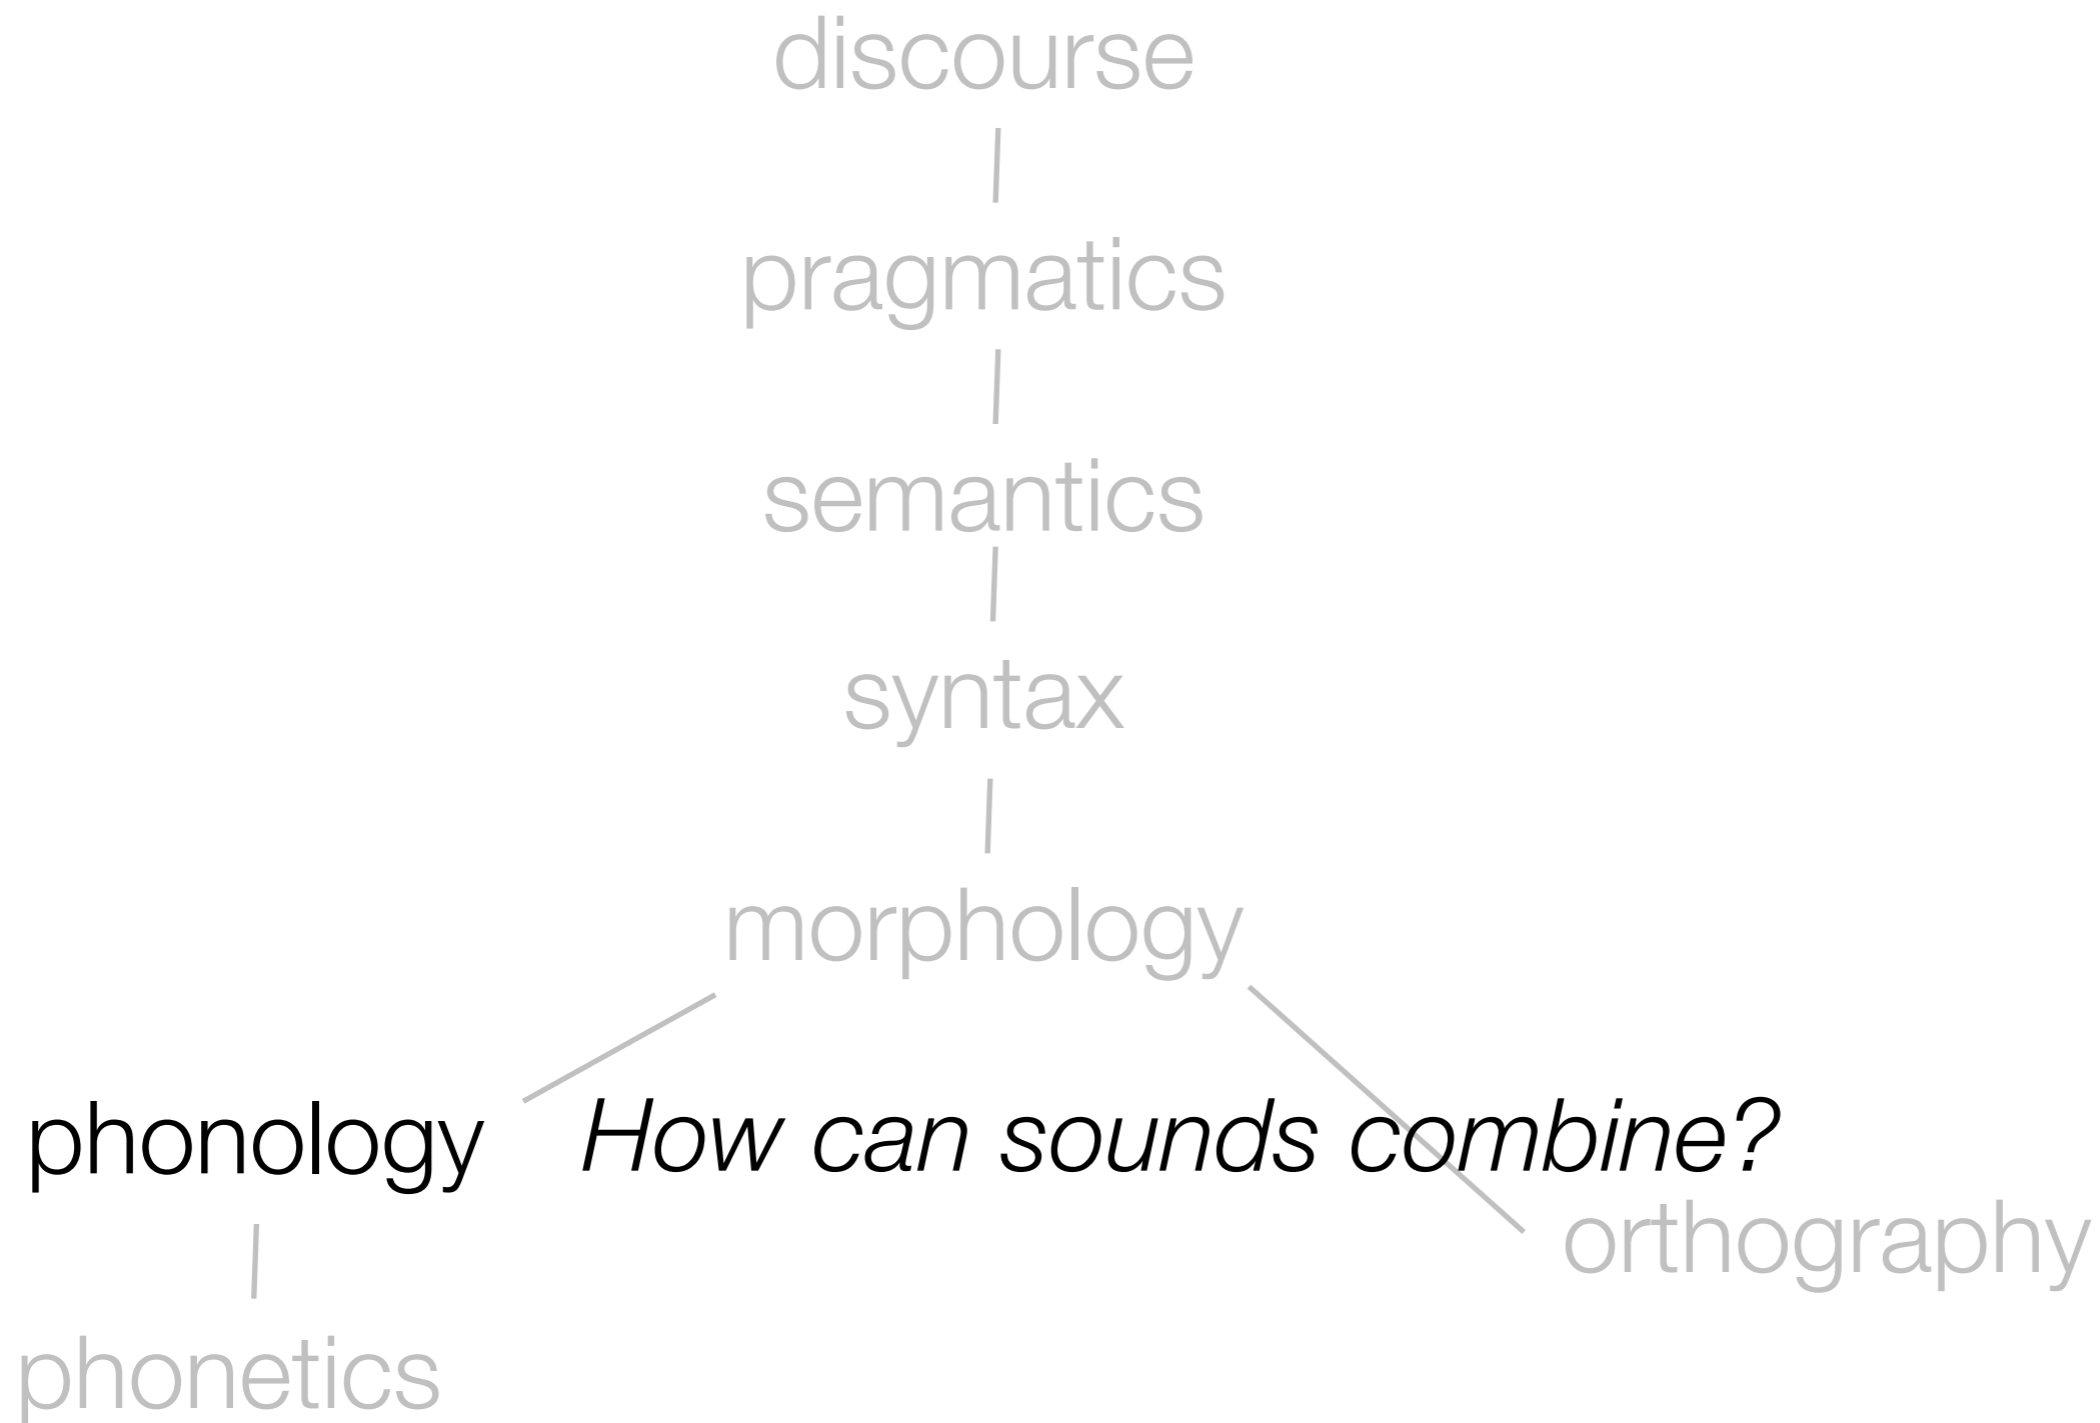 discourse
pragmatics
semantics
syntax
morphology
phonology How can sounds combine?
orthography
phonetics